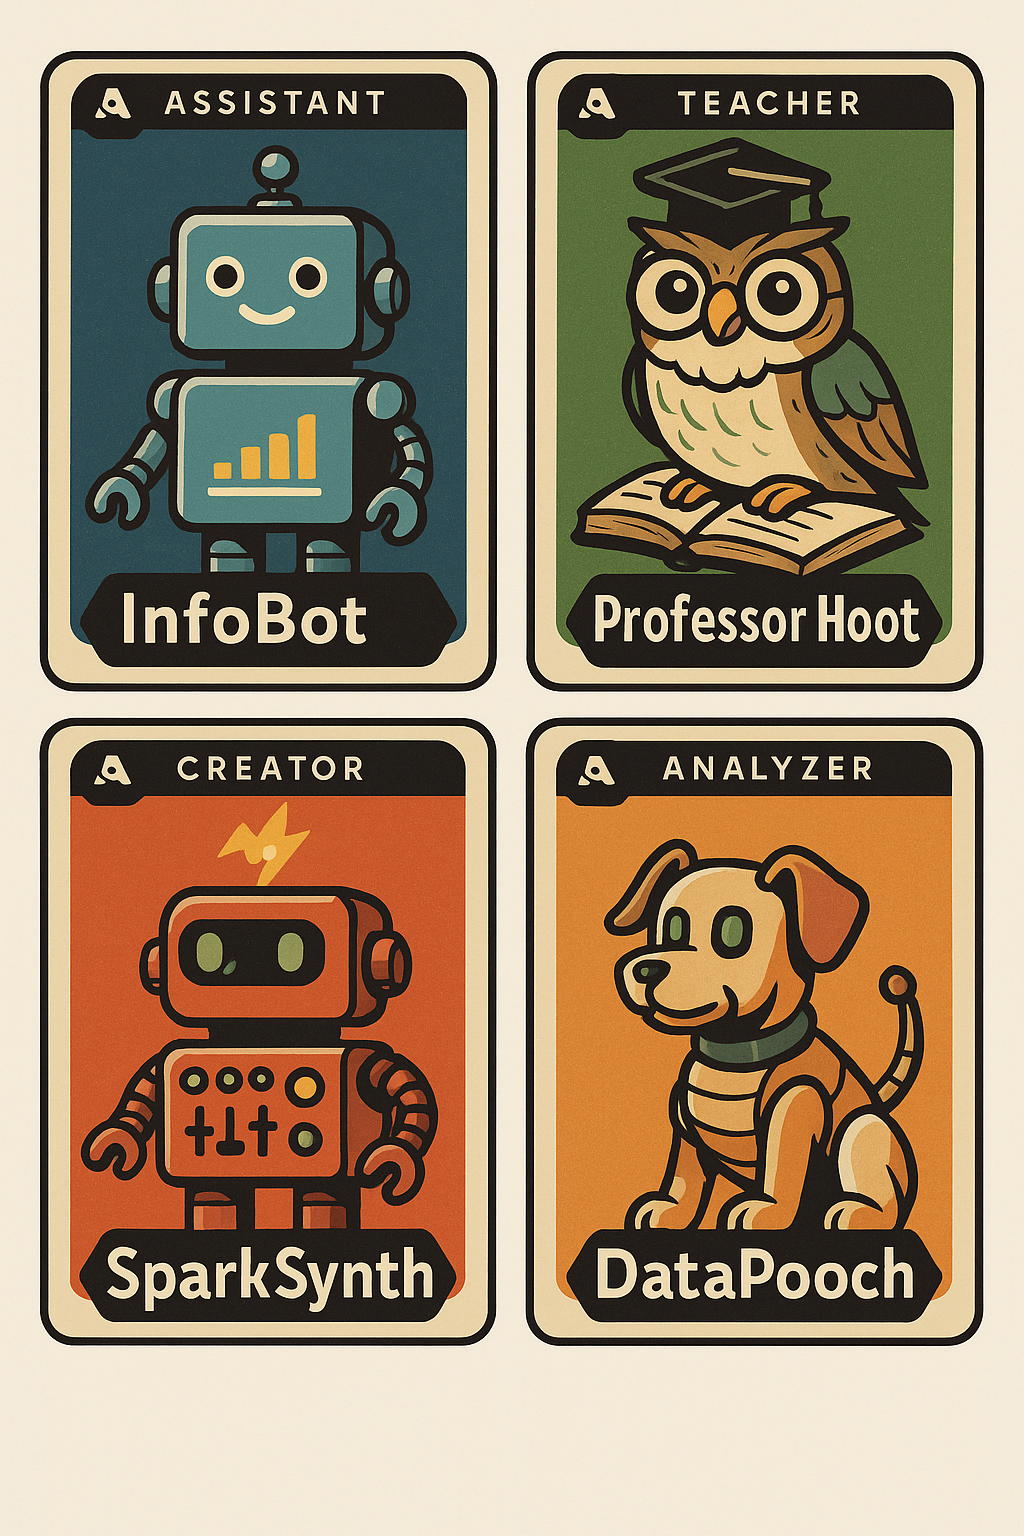 ASSISTANT
InfoBot
TEACHER
Professor Hoot
CREATOR
SparkSynth
ANALYZER
DataPooch